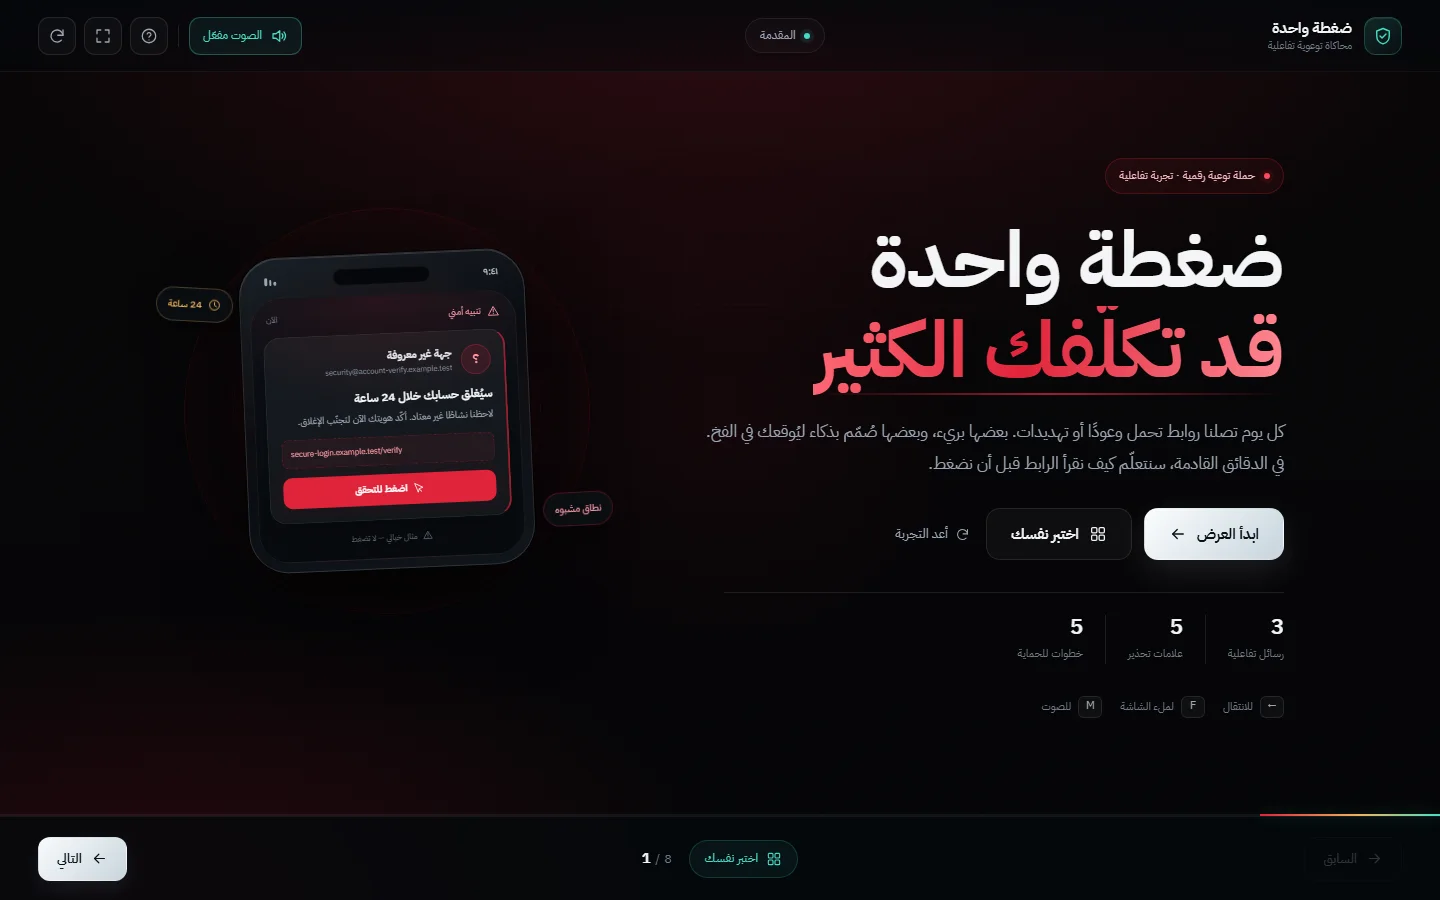 ضغطة واحدة
محاكاة توعوية تفاعلية
المقدمة
الصوت مفعّل
حملة توعية رقمية · تجربة تفاعلية
ضغطة واحدة
قد تكلّفك الكثير
كل يوم تصلنا روابط تحمل وعودًا أو تهديدات. بعضها بريء، وبعضها صُمّم بذكاء ليُوقعك في الفخ.
في الدقائق القادمة، سنتعلّم كيف نقرأ الرابط قبل أن نضغط.
ابدأ العرض ←
اختبر نفسك
أعد التجربة
3
رسائل تفاعلية
5
علامات تحذير
5
خطوات للحماية
← للانتقال
F لملء الشاشة
M للصوت
٩:٤١
تنبيه أمني
الآن
؟
جهة غير معروفة
security@account-verify.example.test
سيُغلق حسابك خلال 24 ساعة
لاحظنا نشاطًا غير معتاد. أكّد هويتك الآن لتجنّب الإغلاق.
secure-login.example.test/verify
اضغط للتحقق
مثال خيالي — لا تضغط
24 ساعة
نطاق مشبوه
→ السابق
اختبر نفسك
1 / 8
← التالي